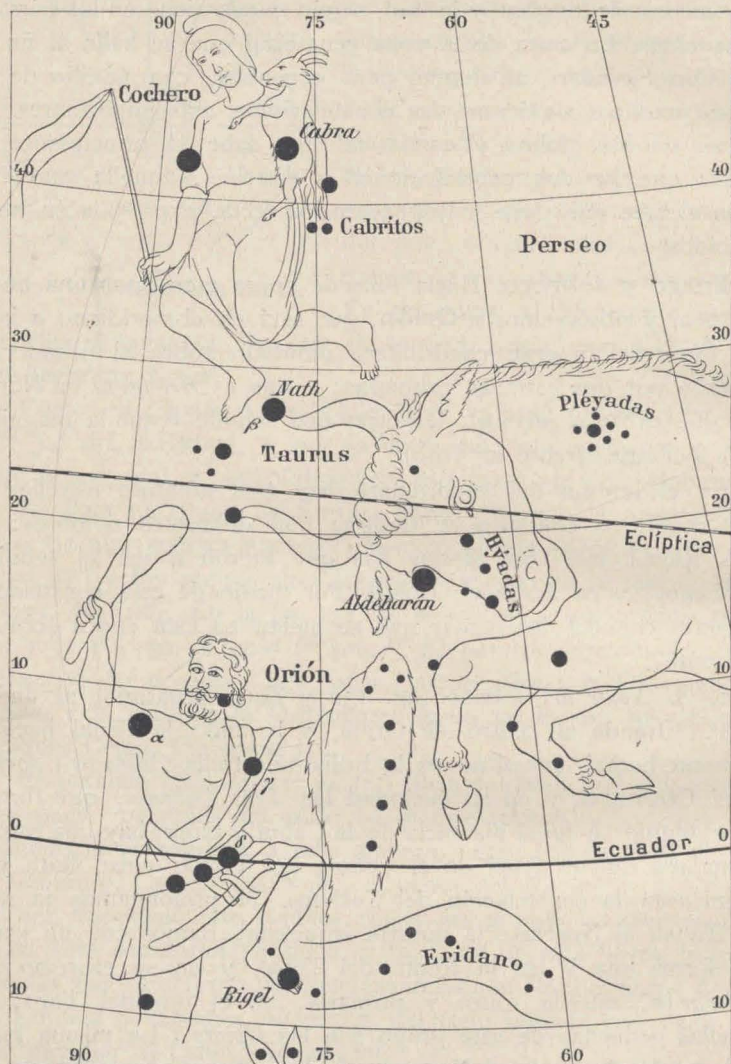 90 75 60 45
Cochero
Cabra
40 40
Cabritos
Perseo
30 30
Nath
β
Pléyadas
Taurus
20 20
Eclíptica
Híadas
Aldebarán
10 10
Orión
α
γ
0 0
Ecuador
δ
Eridano
Rigel
10 10
90 75 60